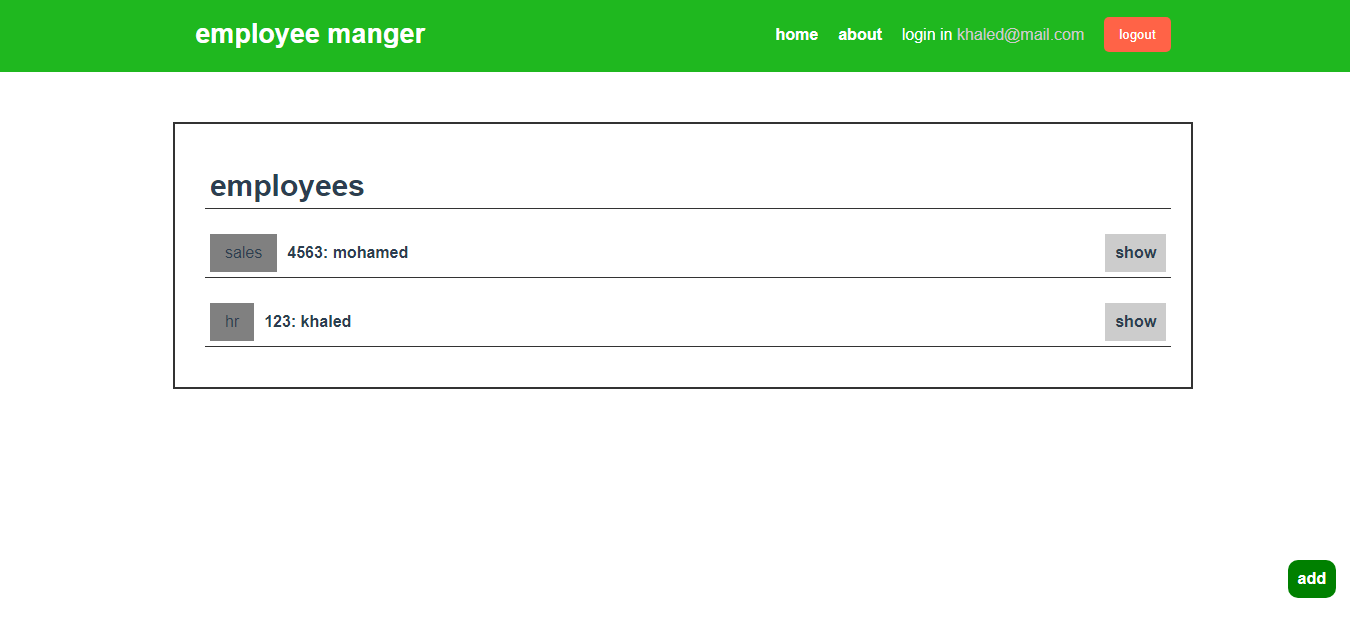 employee manger home about login in khaled@mail.com logout
employees
sales 4563: mohamed show
hr 123: khaled show
add